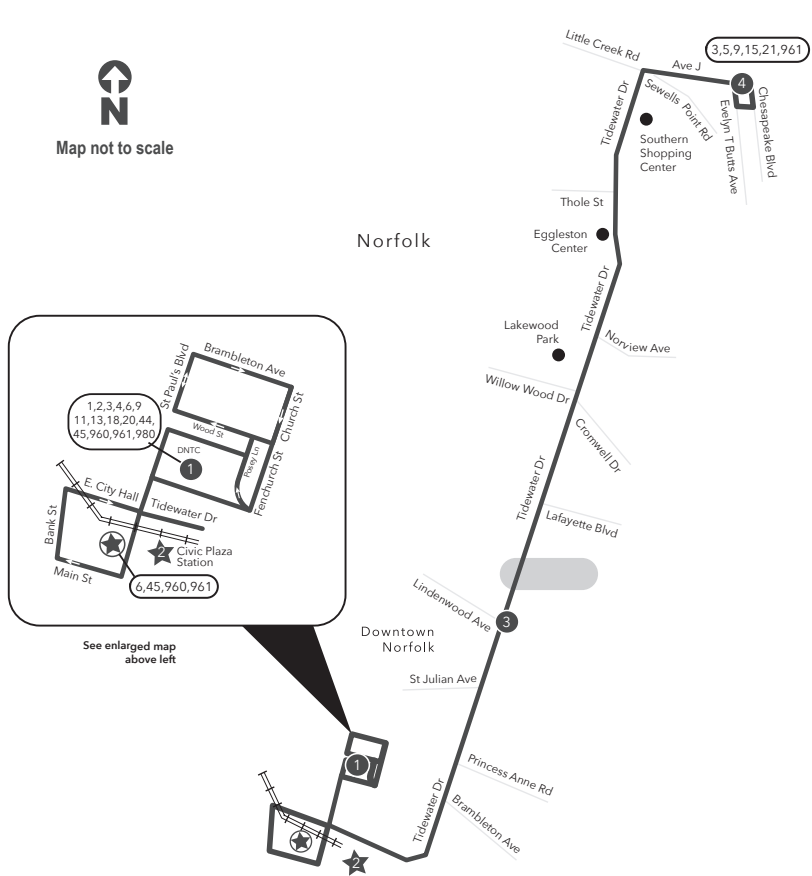 Little Creek Rd
Ave J
3,5,9,15,21,961
4
N
Map not to scale
Tidewater Dr
Sewells Point Rd
Evelyn T Butts Ave
Chesapeake Blvd
Southern
Shopping
Center
Thole St
Norfolk
Eggleston
Center
Tidewater Dr
Lakewood
Park
Norview Ave
Willow Wood Dr
Cromwell Dr
Tidewater Dr
Lafayette Blvd
Lindenwood Ave
3
St Paul's Blvd
Brambleton Ave
Church St
1,2,3,4,6,9
11,13,18,20,44,
45,960,961,980
Wood St
DNTC
1
Posey Ln
Fenchurch St
E. City Hall
Tidewater Dr
Bank St
2
Civic Plaza
Station
Main St
6,45,960,961
See enlarged map
above left
Downtown
Norfolk
St Julian Ave
1
Princess Anne Rd
Tidewater Dr
Brambleton Ave
2